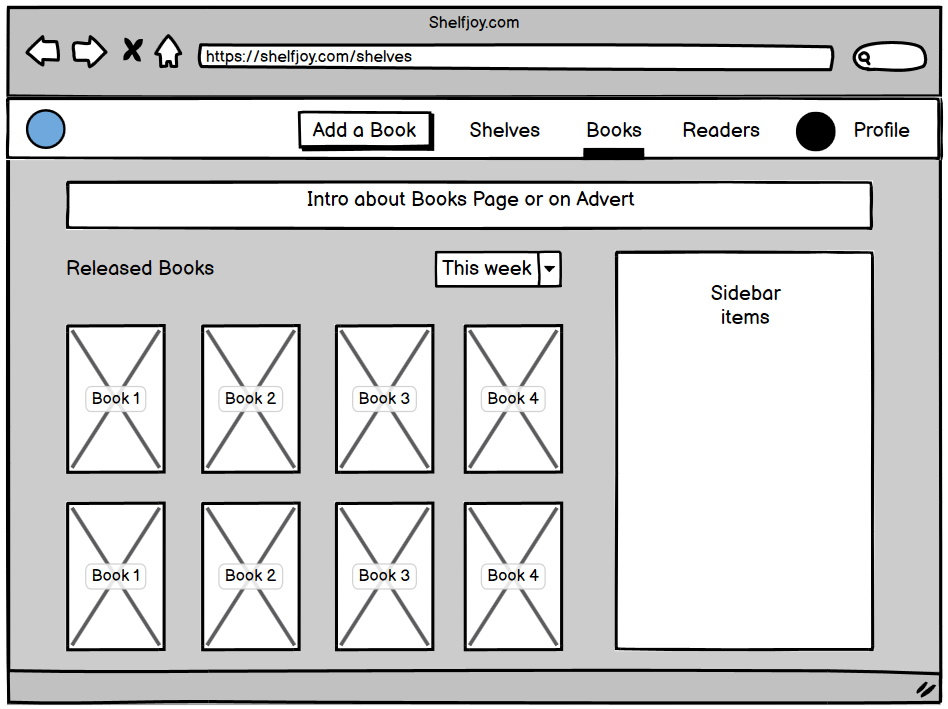 Shelfjoy.com
https://shelfjoy.com/shelves
Add a Book
Shelves
Books
Readers
Profile
Intro about Books Page or on Advert
Released Books
This week
Sidebar
items
Book 1
Book 2
Book 3
Book 4
Book 1
Book 2
Book 3
Book 4